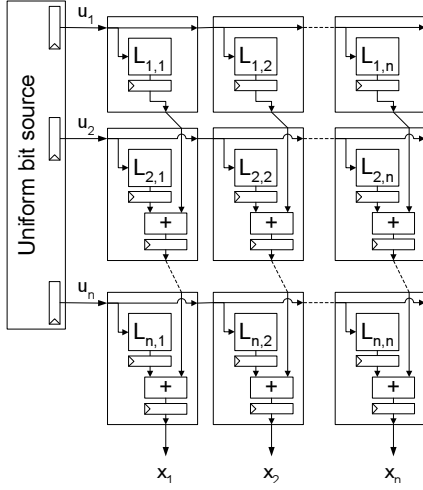 Uniform bit source
u1
L1,1 L1,2 L1,n
u2
L2,1 L2,2 L2,n
+ + +
un
Ln,1 Ln,2 Ln,n
+ + +
x1 x2 xn